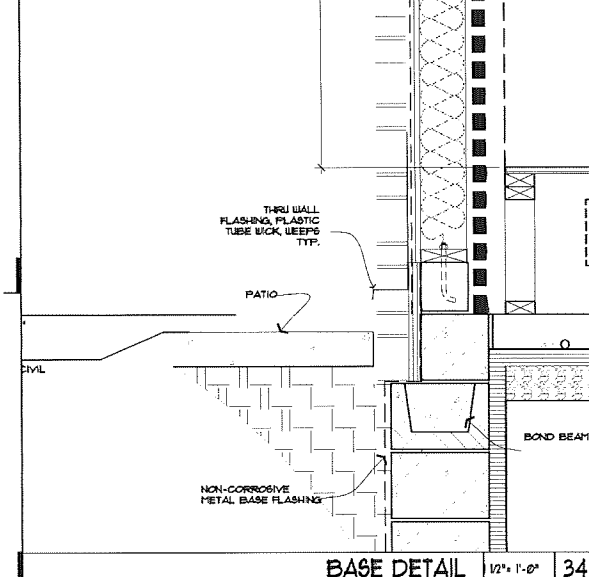 THRU WALL
FLASHING, PLASTIC
TUBE WICK, WEEPS
TYP.
PATIO
CIVIL
BOND BEAM
NON-CORROSIVE
METAL BASE FLASHING
BASE DETAIL
1/2"= 1'-0"
34